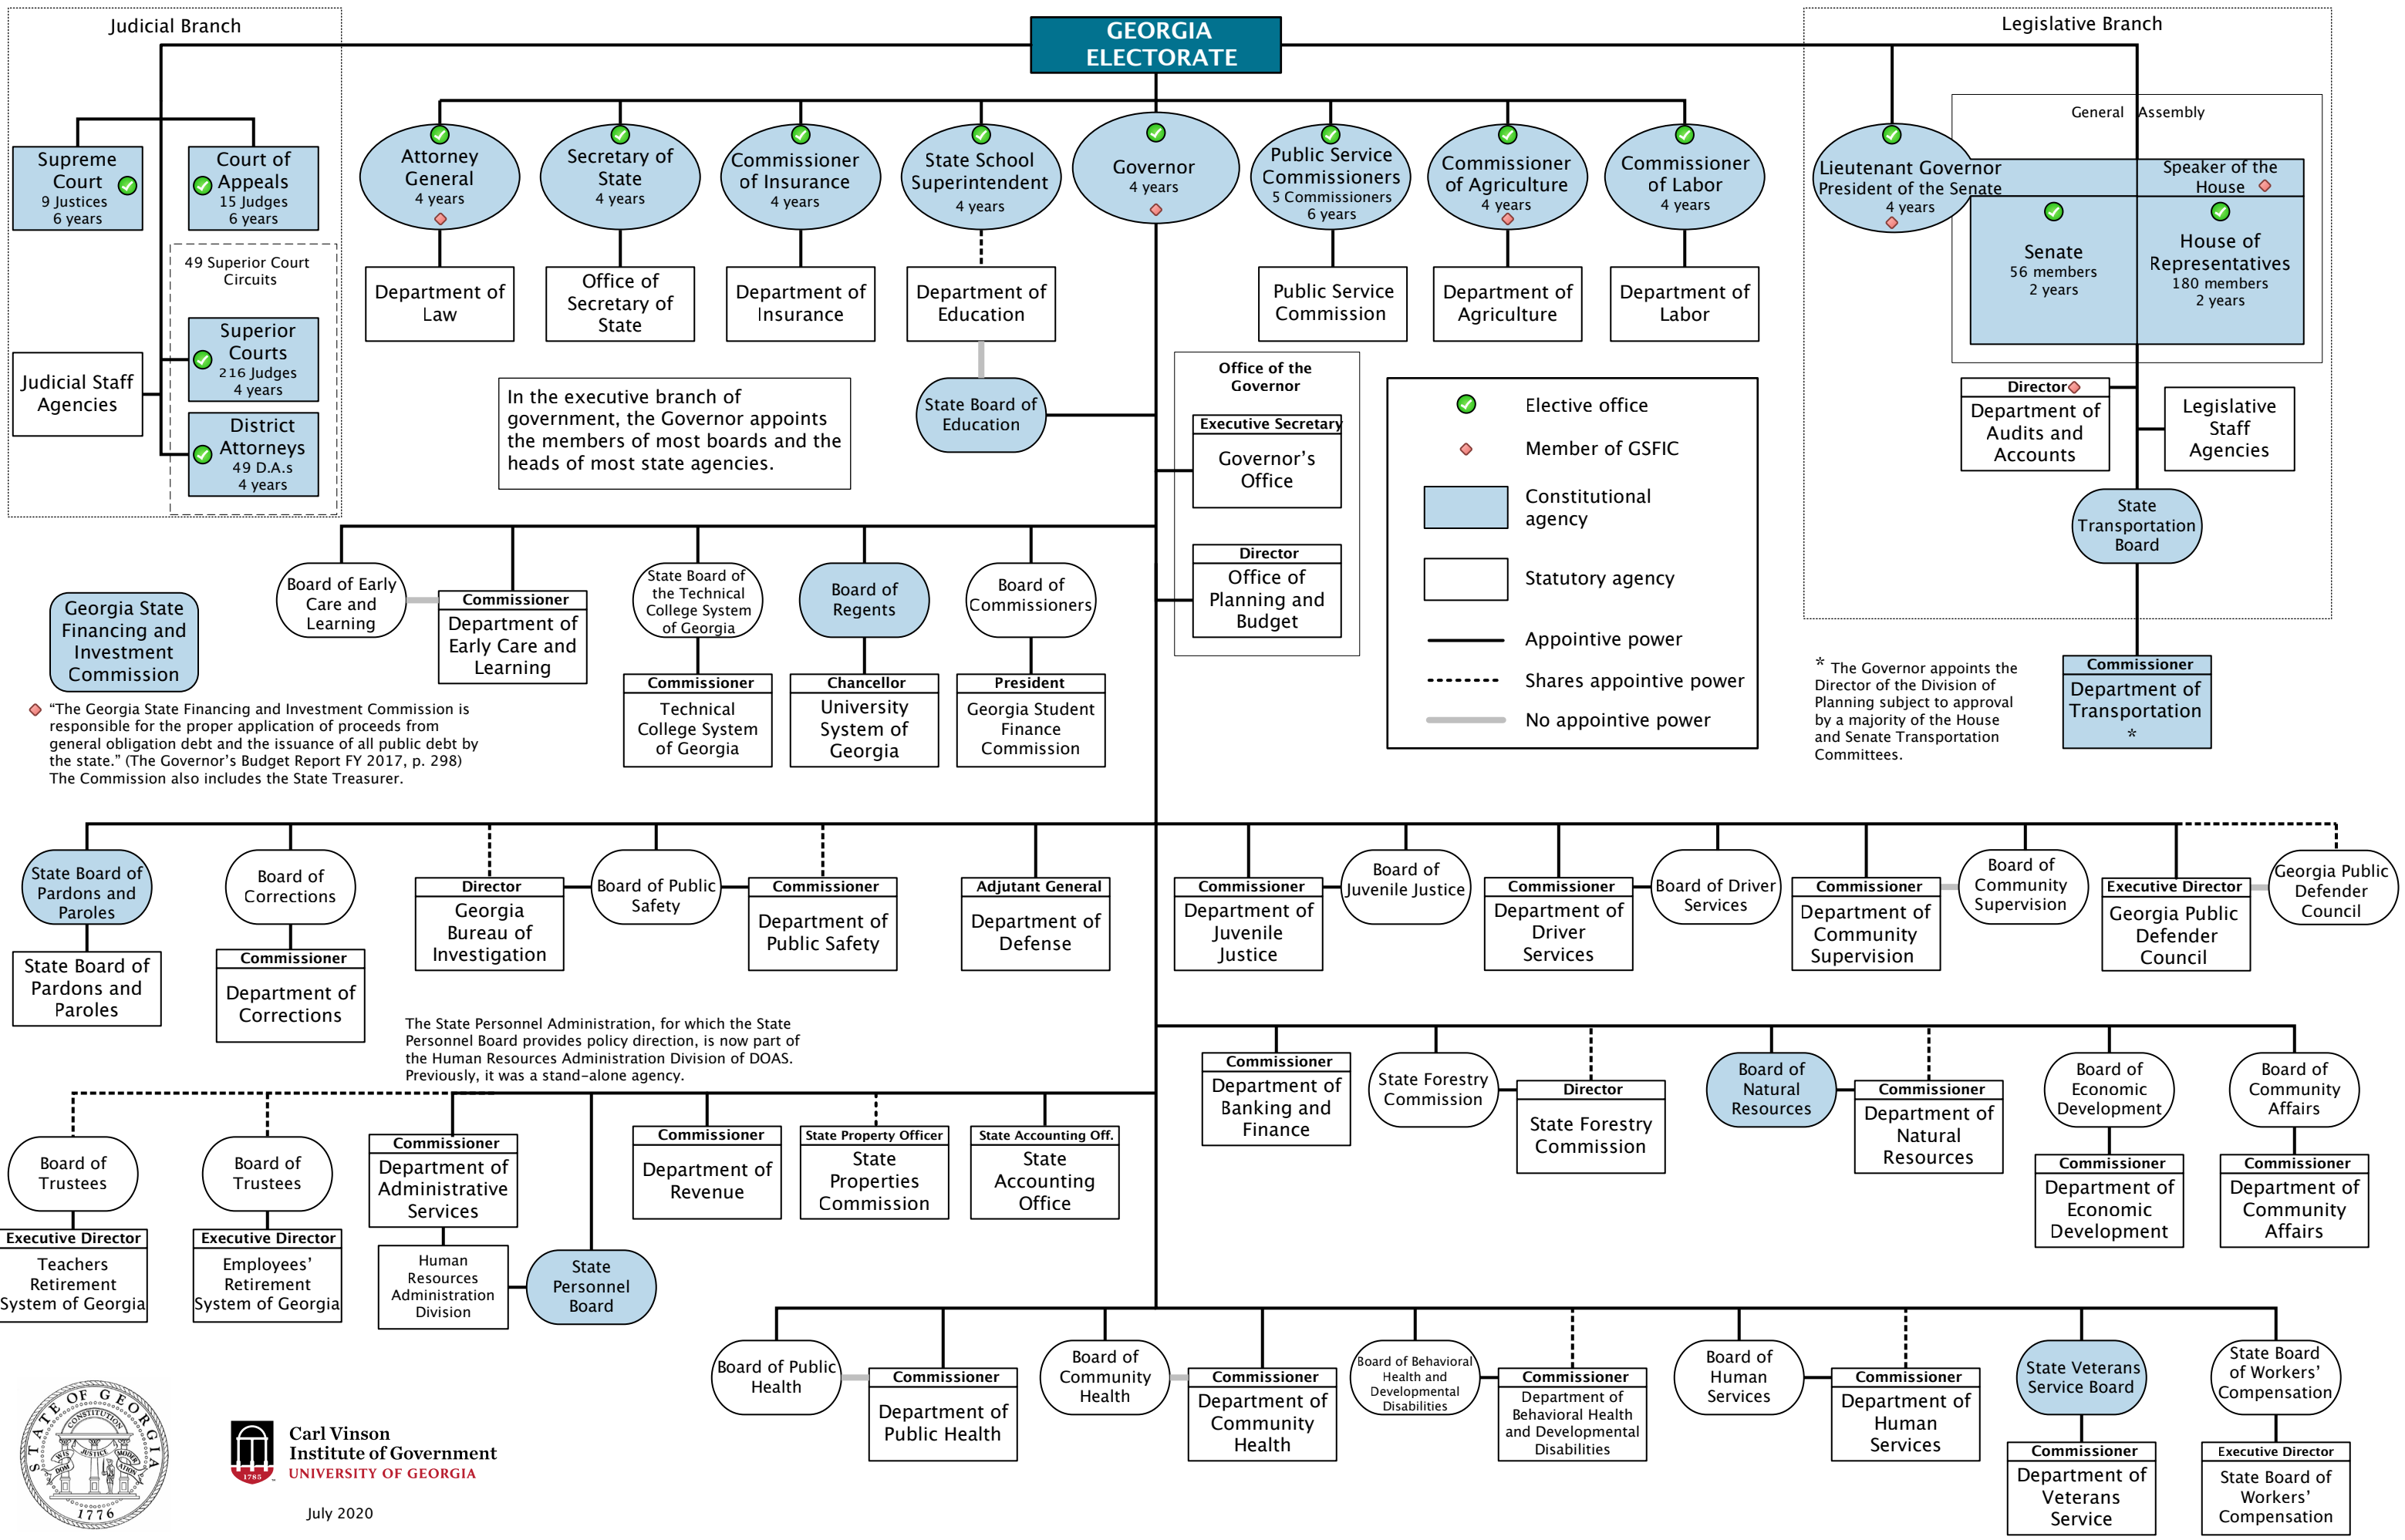 Judicial Branch
GEORGIA
ELECTORATE
Legislative Branch
General Assembly
Supreme
Court
9 Justices
6 years
Court of
Appeals
15 Judges
6 years
49 Superior Court
Circuits
Superior
Courts
216 Judges
4 years
District
Attorneys
49 D.A.s
4 years
Judicial Staff
Agencies
Attorney
General
4 years
Secretary of
State
4 years
Commissioner
of Insurance
4 years
State School
Superintendent
4 years
Governor
4 years
Public Service
Commissioners
5 Commissioners
6 years
Commissioner
of Agriculture
4 years
Commissioner
of Labor
4 years
Lieutenant Governor
President of the Senate
4 years
Speaker of the
House
Senate
56 members
2 years
House of
Representatives
180 members
2 years
Department of
Law
Office of
Secretary of
State
Department of
Insurance
Department of
Education
Public Service
Commission
Department of
Agriculture
Department of
Labor
In the executive branch of
government, the Governor appoints
the members of most boards and the
heads of most state agencies.
State Board of
Education
Office of the
Governor
Executive Secretary
Governor's
Office
Director
Office of
Planning and
Budget
Elective office
Member of GSFIC
Constitutional
agency
Statutory agency
Appointive power
Shares appointive power
No appointive power
Director
Department of
Audits and
Accounts
Legislative
Staff
Agencies
State
Transportation
Board
* The Governor appoints the
Director of the Division of
Planning subject to approval
by a majority of the House
and Senate Transportation
Committees.
Commissioner
Department of
Transportation
*
Georgia State
Financing and
Investment
Commission
"The Georgia State Financing and Investment Commission is
responsible for the proper application of proceeds from
general obligation debt and the issuance of all public debt by
the state." (The Governor's Budget Report FY 2017, p. 298)
The Commission also includes the State Treasurer.
Board of Early
Care and
Learning
Commissioner
Department of
Early Care and
Learning
State Board of
the Technical
College System
of Georgia
Commissioner
Technical
College System
of Georgia
Board of
Regents
Chancellor
University
System of
Georgia
Board of
Commissioners
President
Georgia Student
Finance
Commission
State Board of
Pardons and
Paroles
State Board of
Pardons and
Paroles
Board of
Corrections
Commissioner
Department of
Corrections
Director
Georgia
Bureau of
Investigation
Board of Public
Safety
Commissioner
Department of
Public Safety
Adjutant General
Department of
Defense
Commissioner
Department of
Juvenile
Justice
Board of
Juvenile Justice
Commissioner
Department of
Driver
Services
Board of Driver
Services
Commissioner
Department of
Community
Supervision
Board of
Community
Supervision
Executive Director
Georgia Public
Defender
Council
Georgia Public
Defender
Council
The State Personnel Administration, for which the State
Personnel Board provides policy direction, is now part of
the Human Resources Administration Division of DOAS.
Previously, it was a stand-alone agency.
Commissioner
Department of
Banking and
Finance
State Forestry
Commission
Director
State Forestry
Commission
Board of
Natural
Resources
Commissioner
Department of
Natural
Resources
Board of
Economic
Development
Commissioner
Department of
Economic
Development
Board of
Community
Affairs
Commissioner
Department of
Community
Affairs
Board of
Trustees
Executive Director
Teachers
Retirement
System of Georgia
Board of
Trustees
Executive Director
Employees'
Retirement
System of Georgia
Commissioner
Department of
Administrative
Services
Human
Resources
Administration
Division
State
Personnel
Board
Commissioner
Department of
Revenue
State Property Officer
State
Properties
Commission
State Accounting Off.
State
Accounting
Office
Board of Public
Health
Commissioner
Department of
Public Health
Board of
Community
Health
Commissioner
Department of
Community
Health
Board of Behavioral
Health and
Developmental
Disabilities
Commissioner
Department of
Behavioral Health
and Developmental
Disabilities
Board of
Human
Services
Commissioner
Department of
Human
Services
State Veterans
Service Board
Commissioner
Department of
Veterans
Service
State Board
of Workers'
Compensation
Executive Director
State Board of
Workers'
Compensation
STATE OF GEORGIA
CONSTITUTION
WISDOM
JUSTICE
MODERATION
1776
1785
Carl Vinson
Institute of Government
UNIVERSITY OF GEORGIA
July 2020